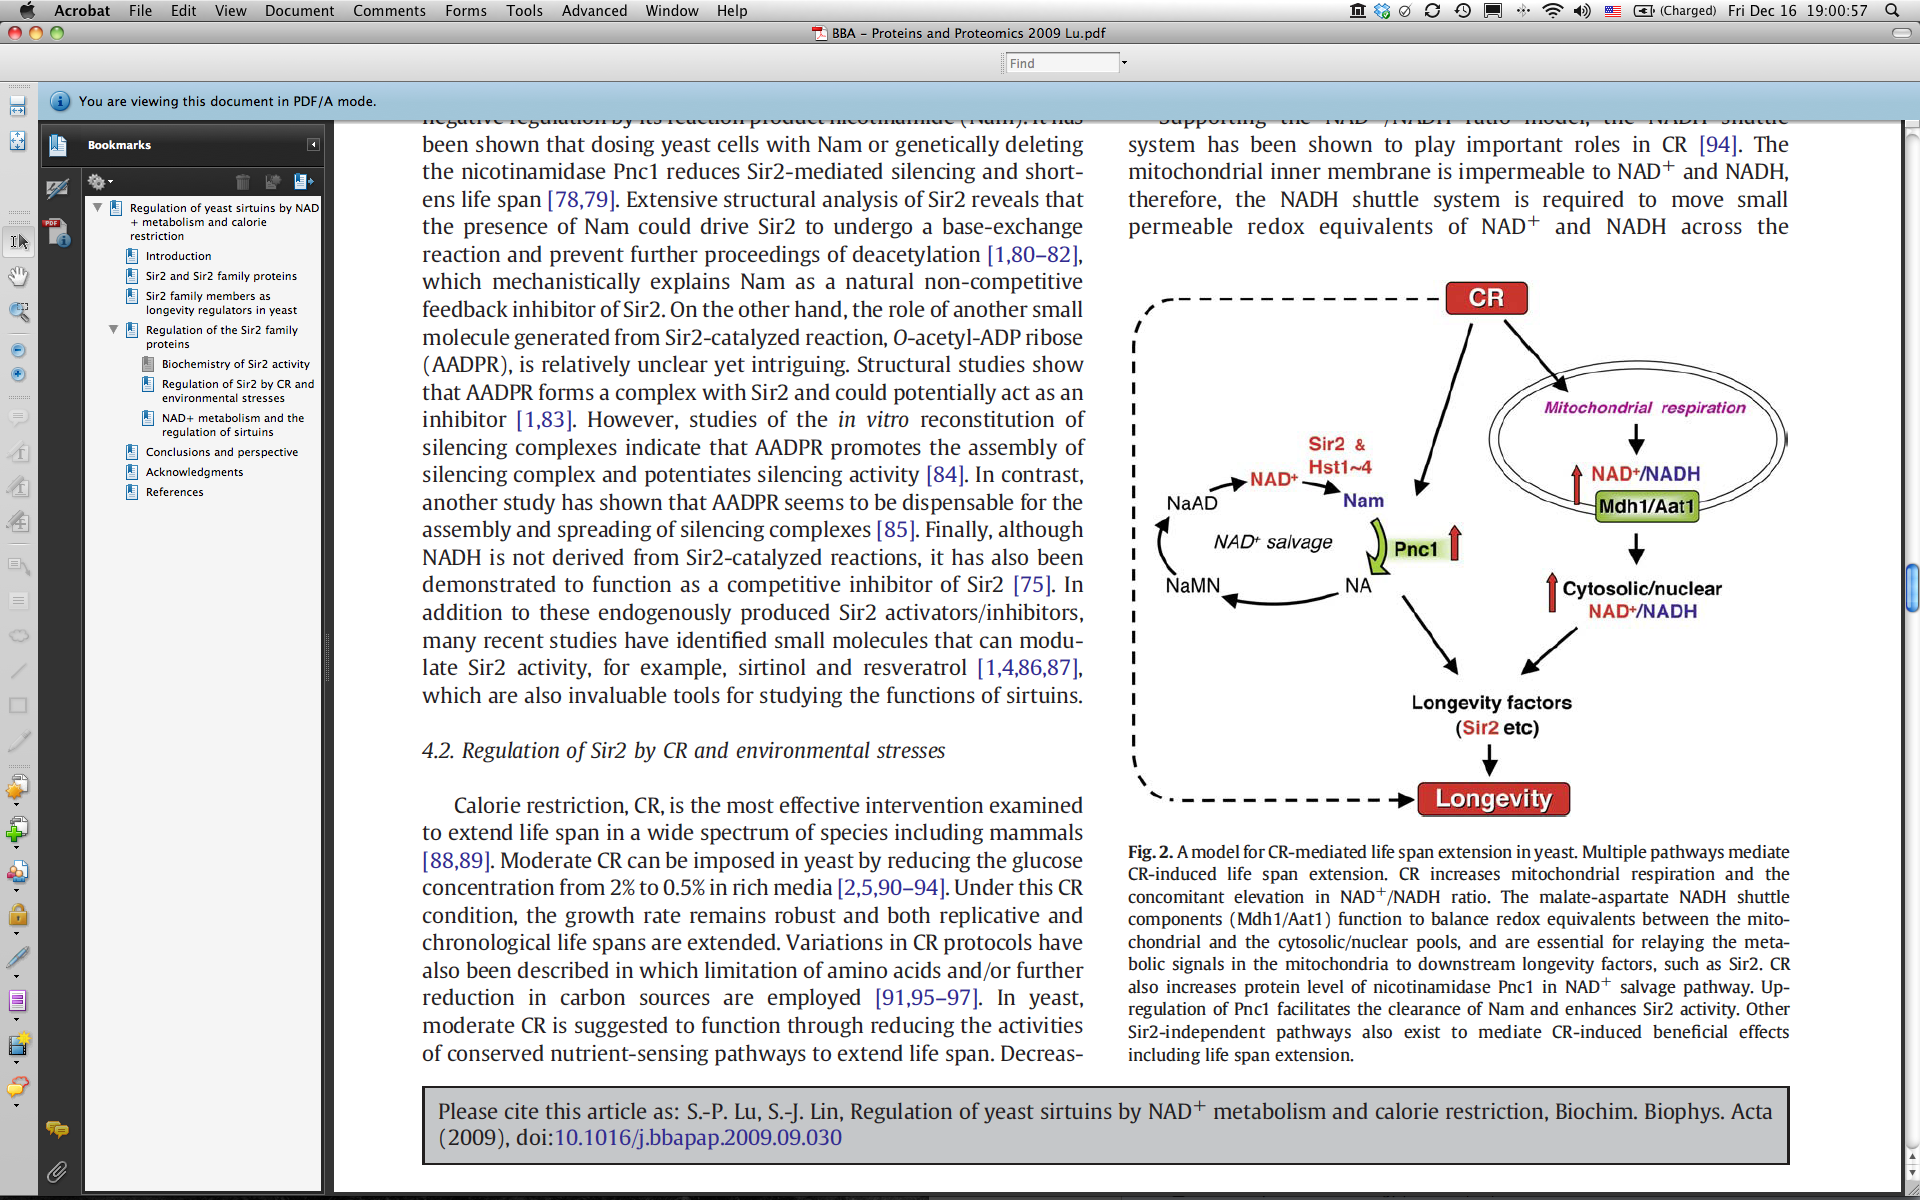 Acrobat File Edit View Document Comments Forms Tools Advanced Window Help (Charged) Fri Dec 16 19:00:57
BBA – Proteins and Proteomics 2009 Lu.pdf
Find
You are viewing this document in PDF/A mode.
Bookmarks
Regulation of yeast sirtuins by NAD
+ metabolism and calorie
restriction
Introduction
Sir2 and Sir2 family proteins
Sir2 family members as
longevity regulators in yeast
Regulation of the Sir2 family
proteins
Biochemistry of Sir2 activity
Regulation of Sir2 by CR and
environmental stresses
NAD+ metabolism and the
regulation of sirtuins
Conclusions and perspective
Acknowledgments
References
negative regulation by its reaction product nicotinamide (Nam). It has
been shown that dosing yeast cells with Nam or genetically deleting
the nicotinamidase Pnc1 reduces Sir2-mediated silencing and short-
ens life span [78,79]. Extensive structural analysis of Sir2 reveals that
the presence of Nam could drive Sir2 to undergo a base-exchange
reaction and prevent further proceedings of deacetylation [1,80–82],
which mechanistically explains Nam as a natural non-competitive
feedback inhibitor of Sir2. On the other hand, the role of another small
molecule generated from Sir2-catalyzed reaction, O-acetyl-ADP ribose
(AADPR), is relatively unclear yet intriguing. Structural studies show
that AADPR forms a complex with Sir2 and could potentially act as an
inhibitor [1,83]. However, studies of the in vitro reconstitution of
silencing complexes indicate that AADPR promotes the assembly of
silencing complex and potentiates silencing activity [84]. In contrast,
another study has shown that AADPR seems to be dispensable for the
assembly and spreading of silencing complexes [85]. Finally, although
NADH is not derived from Sir2-catalyzed reactions, it has also been
demonstrated to function as a competitive inhibitor of Sir2 [75]. In
addition to these endogenously produced Sir2 activators/inhibitors,
many recent studies have identified small molecules that can modu-
late Sir2 activity, for example, sirtinol and resveratrol [1,4,86,87],
which are also invaluable tools for studying the functions of sirtuins.
4.2. Regulation of Sir2 by CR and environmental stresses
Calorie restriction, CR, is the most effective intervention examined
to extend life span in a wide spectrum of species including mammals
[88,89]. Moderate CR can be imposed in yeast by reducing the glucose
concentration from 2% to 0.5% in rich media [2,5,90–94]. Under this CR
condition, the growth rate remains robust and both replicative and
chronological life spans are extended. Variations in CR protocols have
also been described in which limitation of amino acids and/or further
reduction in carbon sources are employed [91,95–97]. In yeast,
moderate CR is suggested to function through reducing the activities
of conserved nutrient-sensing pathways to extend life span. Decreas-
Supporting the NAD+/NADH ratio model, the NADH shuttle
system has been shown to play important roles in CR [94]. The
mitochondrial inner membrane is impermeable to NAD+ and NADH,
therefore, the NADH shuttle system is required to move small
permeable redox equivalents of NAD+ and NADH across the
CR
Mitochondrial respiration
NAD+/NADH
Mdh1/Aat1
Cytosolic/nuclear
NAD+/NADH
Sir2 &
Hst1~4
NAD+
Nam
NaAD
NAD+ salvage
Pnc1
NaMN
NA
Longevity factors
(Sir2 etc)
Longevity
Fig. 2. A model for CR-mediated life span extension in yeast. Multiple pathways mediate
CR-induced life span extension. CR increases mitochondrial respiration and the
concomitant elevation in NAD+/NADH ratio. The malate-aspartate NADH shuttle
components (Mdh1/Aat1) function to balance redox equivalents between the mito-
chondrial and the cytosolic/nuclear pools, and are essential for relaying the meta-
bolic signals in the mitochondria to downstream longevity factors, such as Sir2. CR
also increases protein level of nicotinamidase Pnc1 in NAD+ salvage pathway. Up-
regulation of Pnc1 facilitates the clearance of Nam and enhances Sir2 activity. Other
Sir2-independent pathways also exist to mediate CR-induced beneficial effects
including life span extension.
Please cite this article as: S.-P. Lu, S.-J. Lin, Regulation of yeast sirtuins by NAD+ metabolism and calorie restriction, Biochim. Biophys. Acta
(2009), doi:10.1016/j.bbapap.2009.09.030